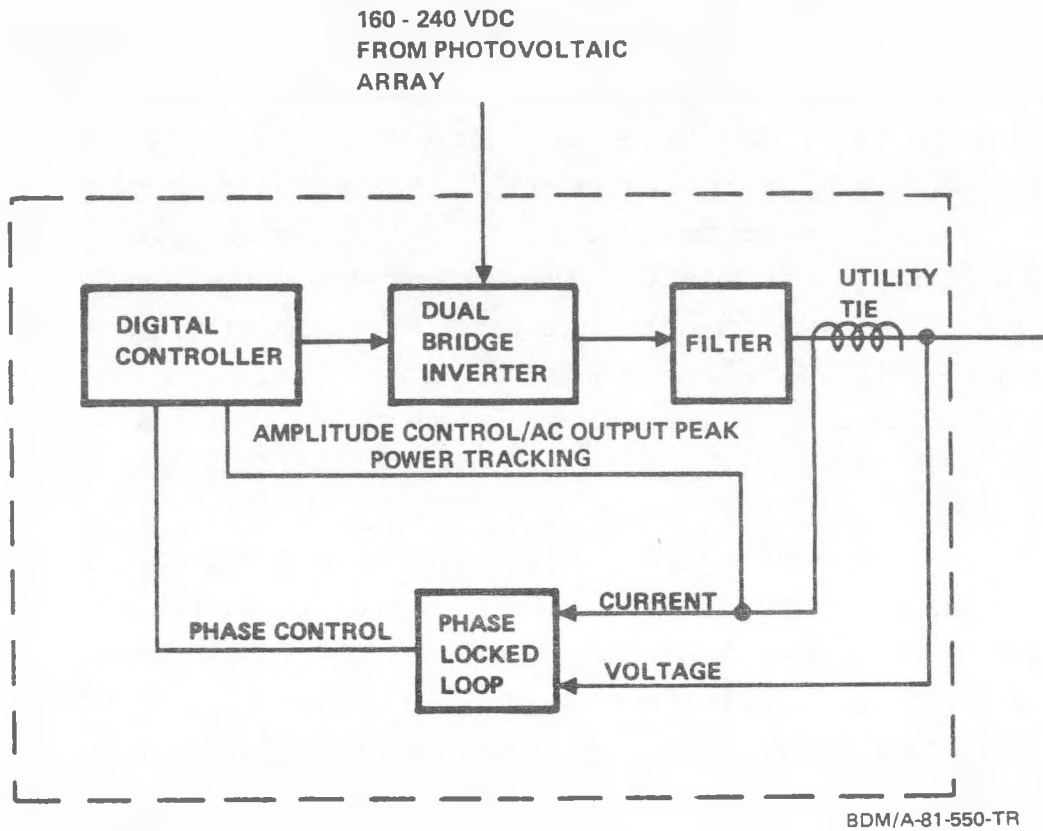 160 - 240 VDC
FROM PHOTOVOLTAIC
ARRAY
UTILITY
TIE
DIGITAL
CONTROLLER
DUAL
BRIDGE
INVERTER
FILTER
AMPLITUDE CONTROL/AC OUTPUT PEAK
POWER TRACKING
PHASE CONTROL
PHASE
LOCKED
LOOP
CURRENT
VOLTAGE
BDM/A-81-550-TR